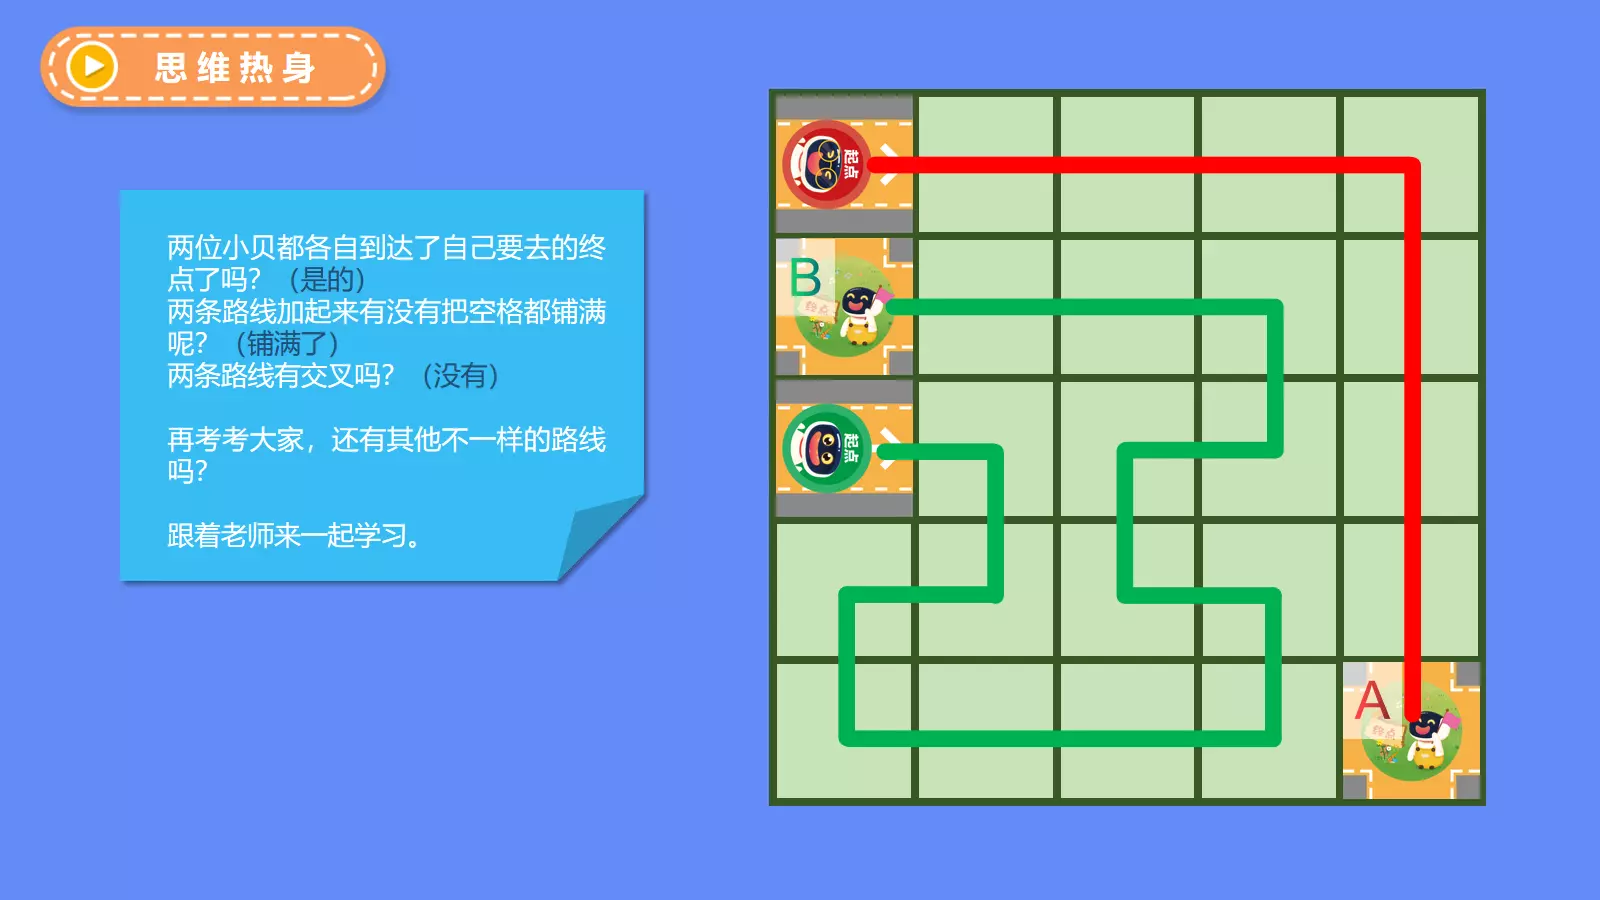 思维热身
两位小贝都各自到达了自己要去的终
点了吗？（是的）
两条路线加起来有没有把空格都铺满
呢？（铺满了）
两条路线有交叉吗？（没有）
再考考大家，还有其他不一样的路线
吗？
跟着老师来一起学习。
起点
B
终点
起点
A
终点